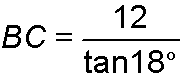 BC = 12 / tan18°